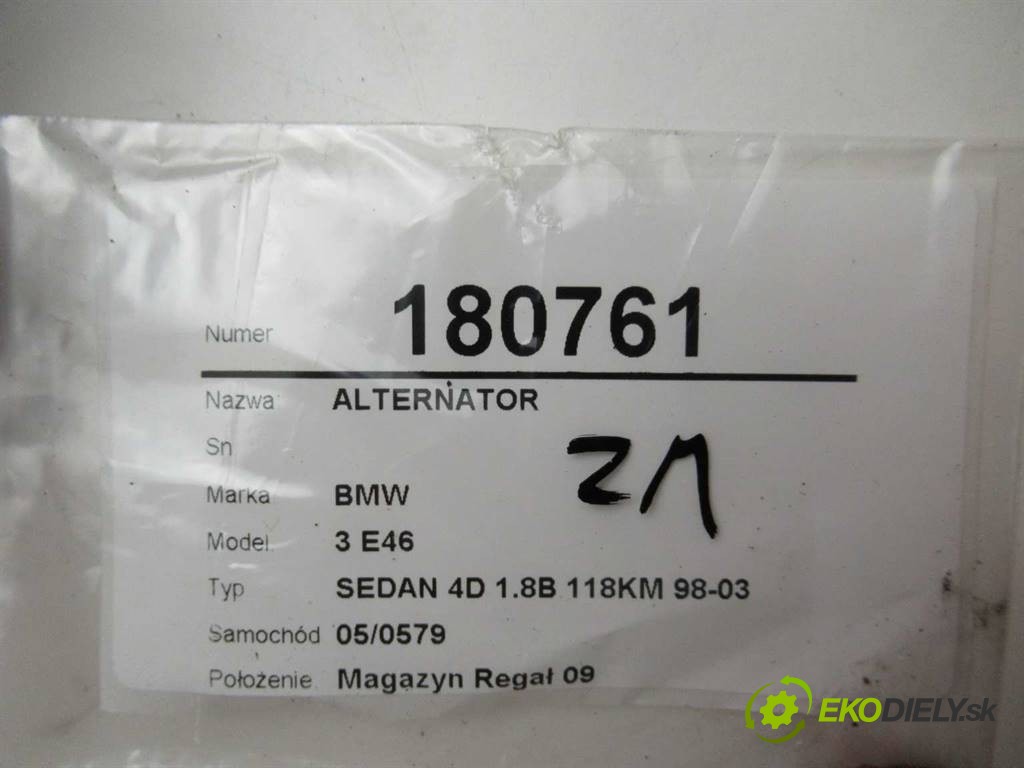 Numer 180761
Nazwa: ALTERNATOR
Sn
Marka BMW
Model. 3 E46
Typ SEDAN 4D 1.8B 118KM 98-03
Samochód 05/0579
Położenie Magazyn Regał 09
EKODIELY.sk